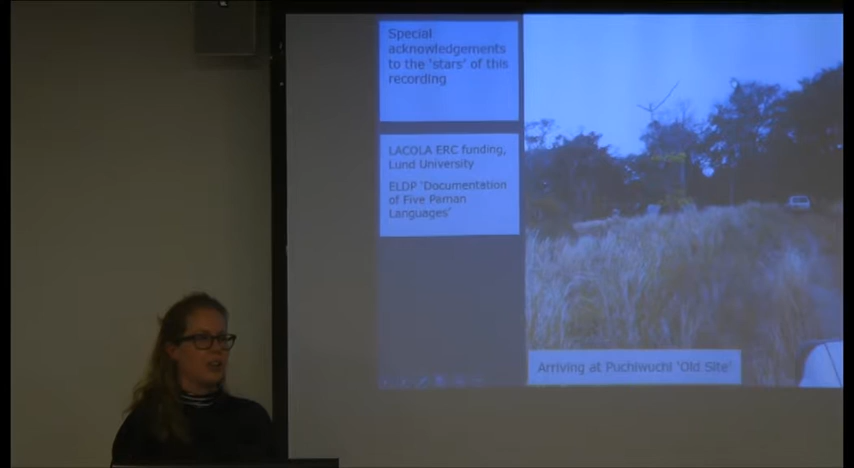 Special
acknowledgements
to the 'stars' of this
recording
LACOLA ERC funding,
Lund University
ELDP 'Documentation
of Five Paman
Languages'
Arriving at Puchiwuchi 'Old Site'